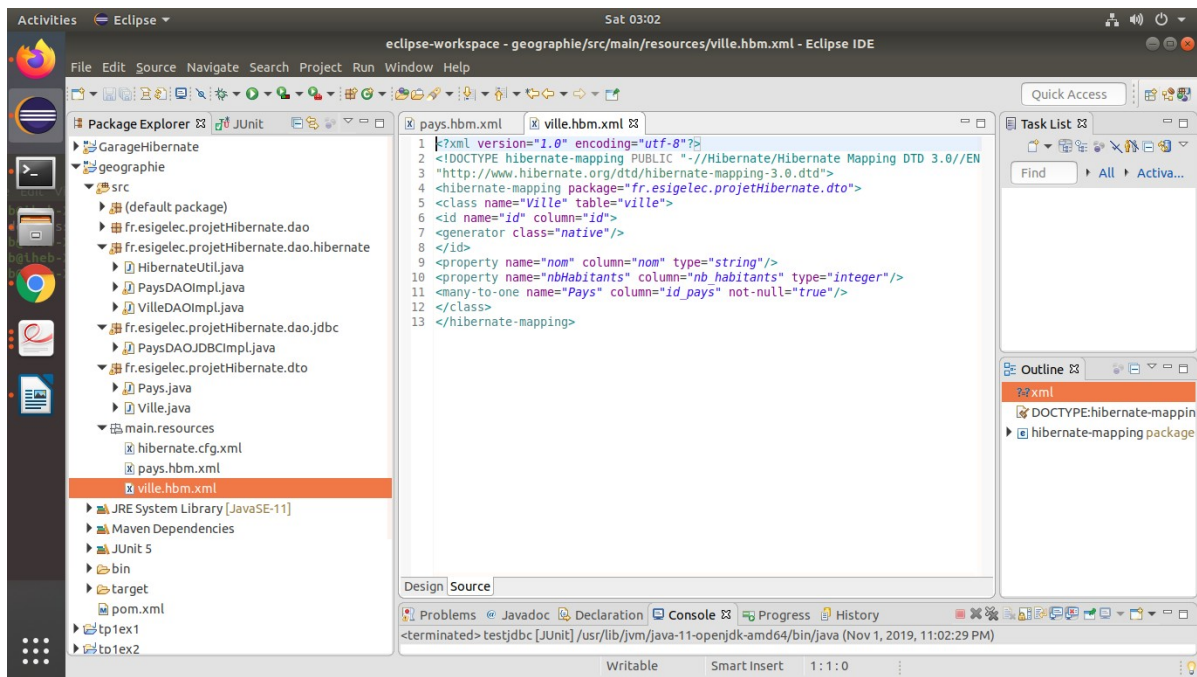 Activities Eclipse Sat 03:02
eclipse-workspace - geographie/src/main/resources/ville.hbm.xml - Eclipse IDE
File Edit Source Navigate Search Project Run Window Help
Quick Access
Package Explorer JUnit
GarageHibernate
geographie
src
(default package)
fr.esigelec.projetHibernate.dao
fr.esigelec.projetHibernate.dao.hibernate
HibernateUtil.java
PaysDAOImpl.java
VilleDAOImpl.java
fr.esigelec.projetHibernate.dao.jdbc
PaysDAOJDBCImpl.java
fr.esigelec.projetHibernate.dto
Pays.java
Ville.java
main.resources
hibernate.cfg.xml
pays.hbm.xml
ville.hbm.xml
JRE System Library [JavaSE-11]
Maven Dependencies
JUnit 5
bin
target
pom.xml
tp1ex1
tp1ex2
pays.hbm.xml ville.hbm.xml
1 <?xml version="1.0" encoding="utf-8"?>
2 <!DOCTYPE hibernate-mapping PUBLIC "-//Hibernate/Hibernate Mapping DTD 3.0//EN
3 "http://www.hibernate.org/dtd/hibernate-mapping-3.0.dtd">
4 <hibernate-mapping package="fr.esigelec.projetHibernate.dto">
5 <class name="Ville" table="ville">
6 <id name="id" column="id">
7 <generator class="native"/>
8 </id>
9 <property name="nom" column="nom" type="string"/>
10 <property name="nbHabitants" column="nb_habitants" type="integer"/>
11 <many-to-one name="Pays" column="id_pays" not-null="true"/>
12 </class>
13 </hibernate-mapping>
Design Source
Task List
Find All Activa...
Outline
xml
DOCTYPE:hibernate-mappin
hibernate-mapping package
Problems Javadoc Declaration Console Progress History
<terminated> testjdbc [JUnit] /usr/lib/jvm/java-11-openjdk-amd64/bin/java (Nov 1, 2019, 11:02:29 PM)
Writable Smart Insert 1:1:0